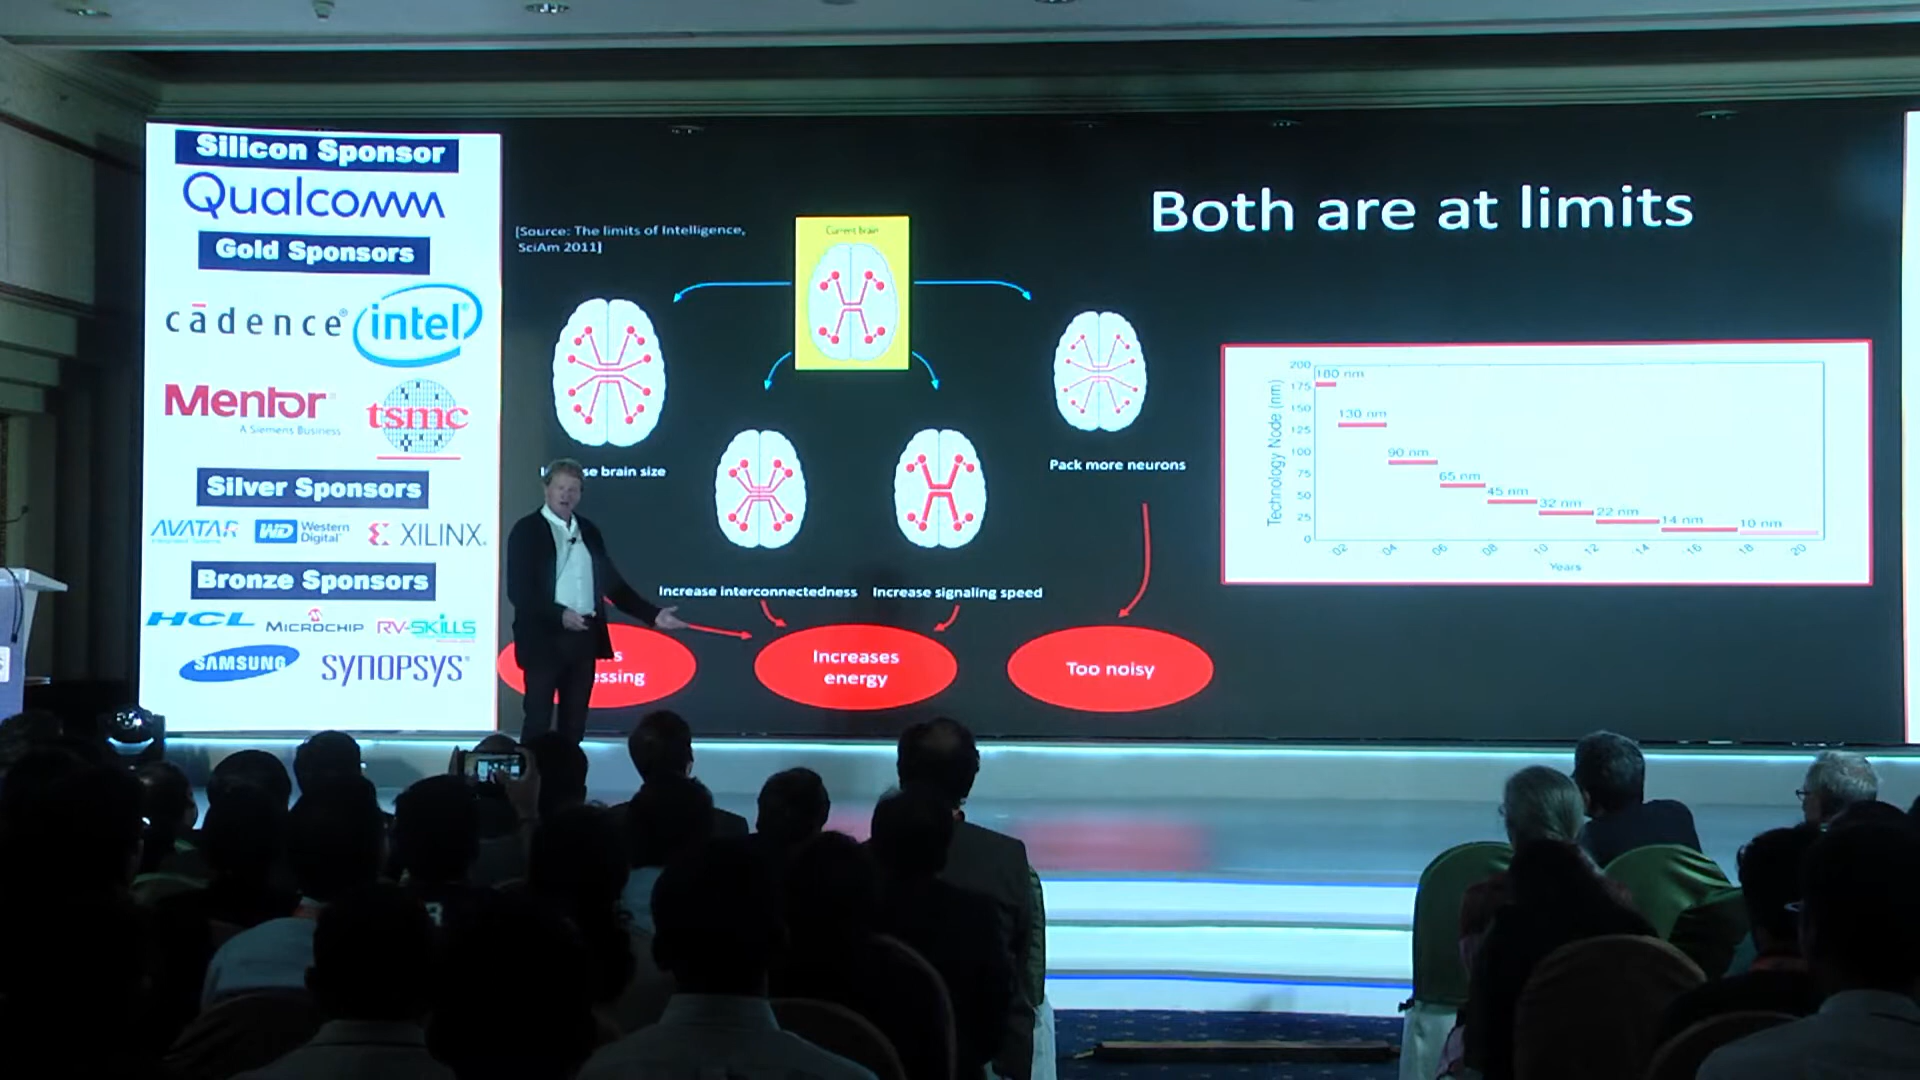 Silicon Sponsor
Qualcomm
Gold Sponsors
cādence®
intel®
Mentor®
A Siemens Business
tsmc
Silver Sponsors
AVATAR
WD
Western
Digital
XILINX
Bronze Sponsors
HCL
MICROCHIP
RV-SKILLS
SAMSUNG
SYNOPSYS®
[Source: The limits of Intelligence,
SciAm 2011]
Current brain
Both are at limits
se brain size
Pack more neurons
Increase interconnectedness
Increase signaling speed
Increases
energy
Too noisy
Technology Node (nm)
200
175
150
125
100
75
50
25
0
180 nm
130 nm
90 nm
65 nm
45 nm
32 nm
22 nm
14 nm
10 nm
02
04
06
08
10
12
14
16
18
20
Years